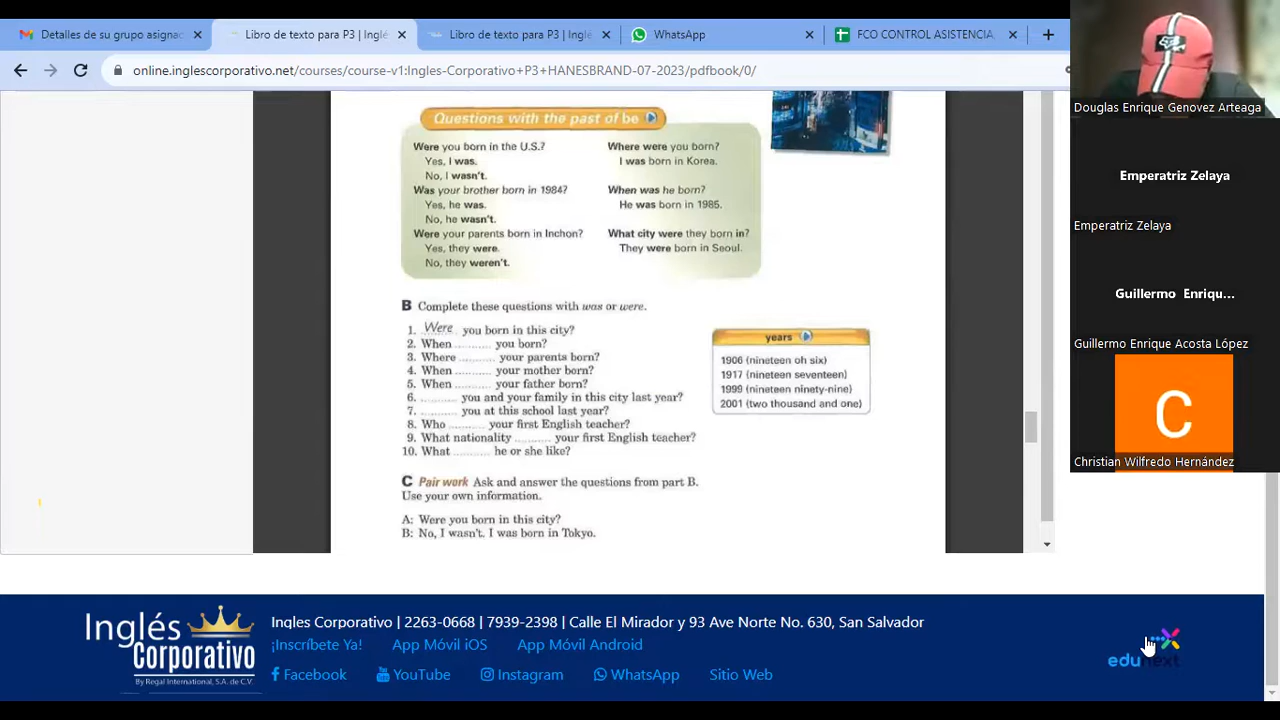 Detalles de su grupo asignac
Libro de texto para P3 | Inglé
Libro de texto para P3 | Inglé
WhatsApp
FCO CONTROL ASISTENCIA
online.inglescorporativo.net/courses/course-v1:Ingles-Corporativo+P3+HANESBRAND-07-2023/pdfbook/0/
Questions with the past of be
Were you born in the U.S.?
Yes, I was.
No, I wasn't.
Was your brother born in 1984?
Yes, he was.
No, he wasn't.
Were your parents born in Inchon?
Yes, they were.
No, they weren't.
Where were you born?
I was born in Korea.
When was he born?
He was born in 1985.
What city were they born in?
They were born in Seoul.
B Complete these questions with was or were.
1. Were you born in this city?
2. When .......... you born?
3. Where .......... your parents born?
4. When .......... your mother born?
5. When .......... your father born?
6. .......... you and your family in this city last year?
7. .......... you at this school last year?
8. Who .......... your first English teacher?
9. What nationality .......... your first English teacher?
10. What .......... he or she like?
years
1906 (nineteen oh six)
1917 (nineteen seventeen)
1999 (nineteen ninety-nine)
2001 (two thousand and one)
C Pair work Ask and answer the questions from part B.
Use your own information.
A: Were you born in this city?
B: No, I wasn't. I was born in Tokyo.
Inglés
Corporativo
By Regal International, S.A. de C.V.
Ingles Corporativo | 2263-0668 | 7939-2398 | Calle El Mirador y 93 Ave Norte No. 630, San Salvador
¡Inscríbete Ya! App Móvil iOS App Móvil Android
Facebook YouTube Instagram WhatsApp Sitio Web
edunext
Douglas Enrique Genovez Arteaga
Emperatriz Zelaya
Emperatriz Zelaya
Guillermo Enriqu...
Guillermo Enrique Acosta López
C
Christian Wilfredo Hernández